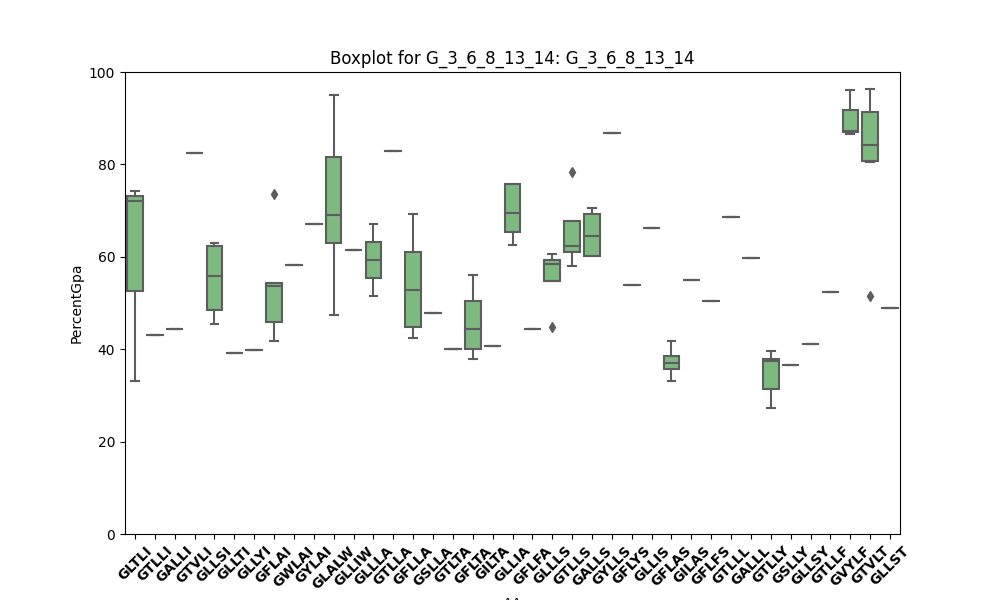 Boxplot for G_3_6_8_13_14: G_3_6_8_13_14
PercentGpa
100
80
60
40
20
0
GLTLI
GTLLI
GALLI
GTVLI
GLLSI
GLLTI
GLLYI
GFLAI
GWLAI
GYLAI
GLALW
GLLIW
GLLLA
GTLLA
GFLLA
GSLLA
GTLTA
GFLTA
GILTA
GLLIA
GFLFA
GLLLS
GTLLS
GALLS
GYLLS
GFLYS
GLLIS
GFLAS
GILAS
GFLFS
GTLLL
GALLL
GTLLY
GSLLY
GLLSY
GTLLF
GVYLF
GTVLT
GLLST